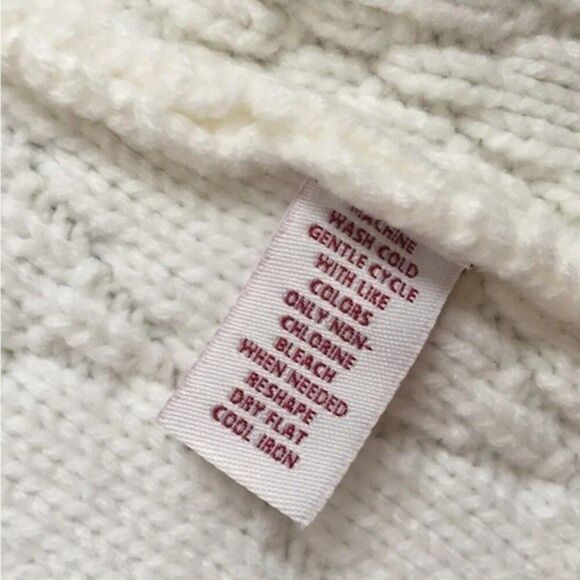 MACHINE
WASH COLD
GENTLE CYCLE
WITH LIKE
COLORS
ONLY NON-
CHLORINE
BLEACH
WHEN NEEDED
RESHAPE
DRY FLAT
COOL IRON